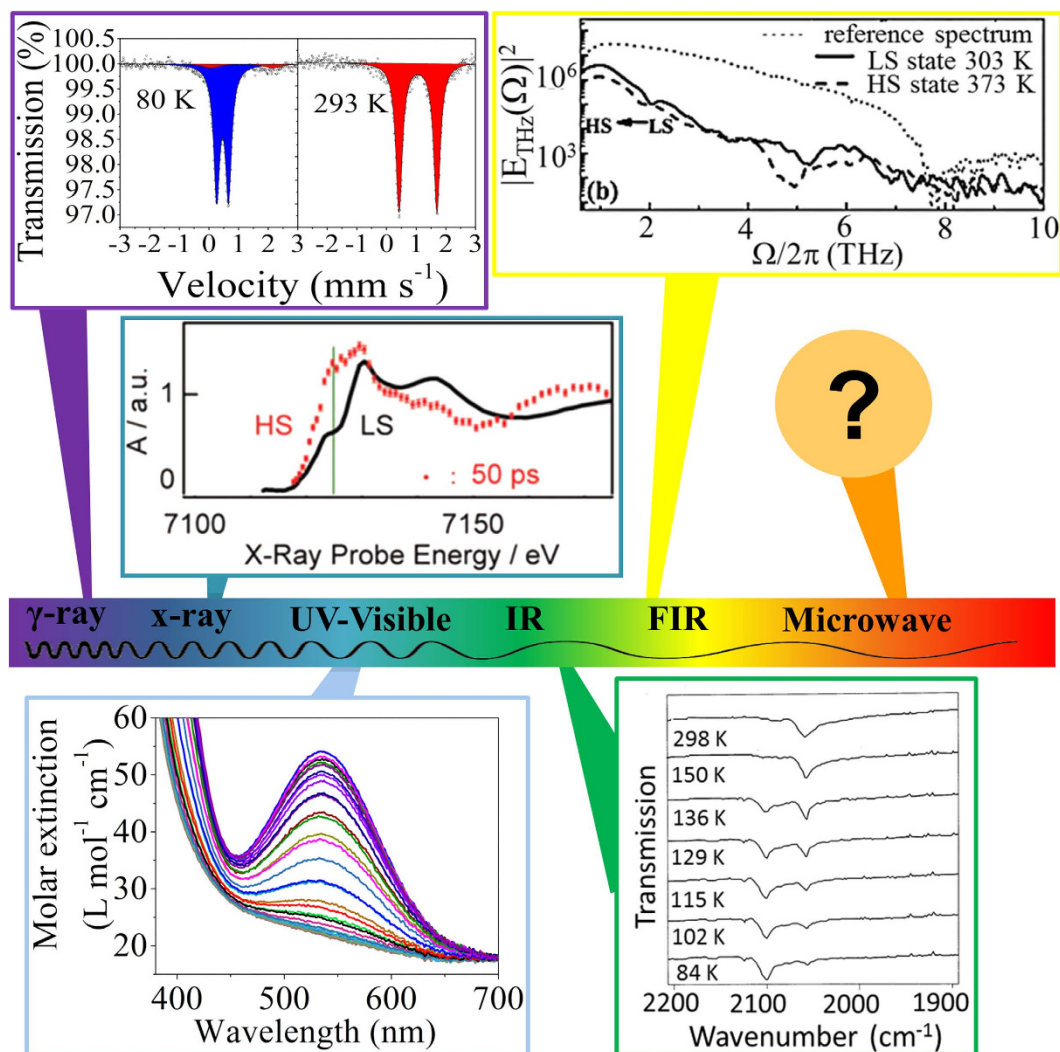 Transmission (%)
100.5
100.0
99.5
99.0
98.5
98.0
97.5
97.0
80 K
293 K
-3 -2 -1 0 1 2 3 -2 -1 0 1 2 3
Velocity (mm s⁻¹)
|E_THz(Ω)|²
10⁶
10³
reference spectrum
LS state 303 K
HS state 373 K
HS LS
(b)
2 4 6 8 10
Ω/2π (THz)
A / a.u.
1
0
HS LS
: 50 ps
7100 7150
X-Ray Probe Energy / eV
?
γ-ray x-ray UV-Visible IR FIR Microwave
Molar extinction
(L mol⁻¹ cm⁻¹)
60
50
40
30
20
400 500 600 700
Wavelength (nm)
Transmission
298 K
150 K
136 K
129 K
115 K
102 K
84 K
2200 2100 2000 1900
Wavenumber (cm⁻¹)